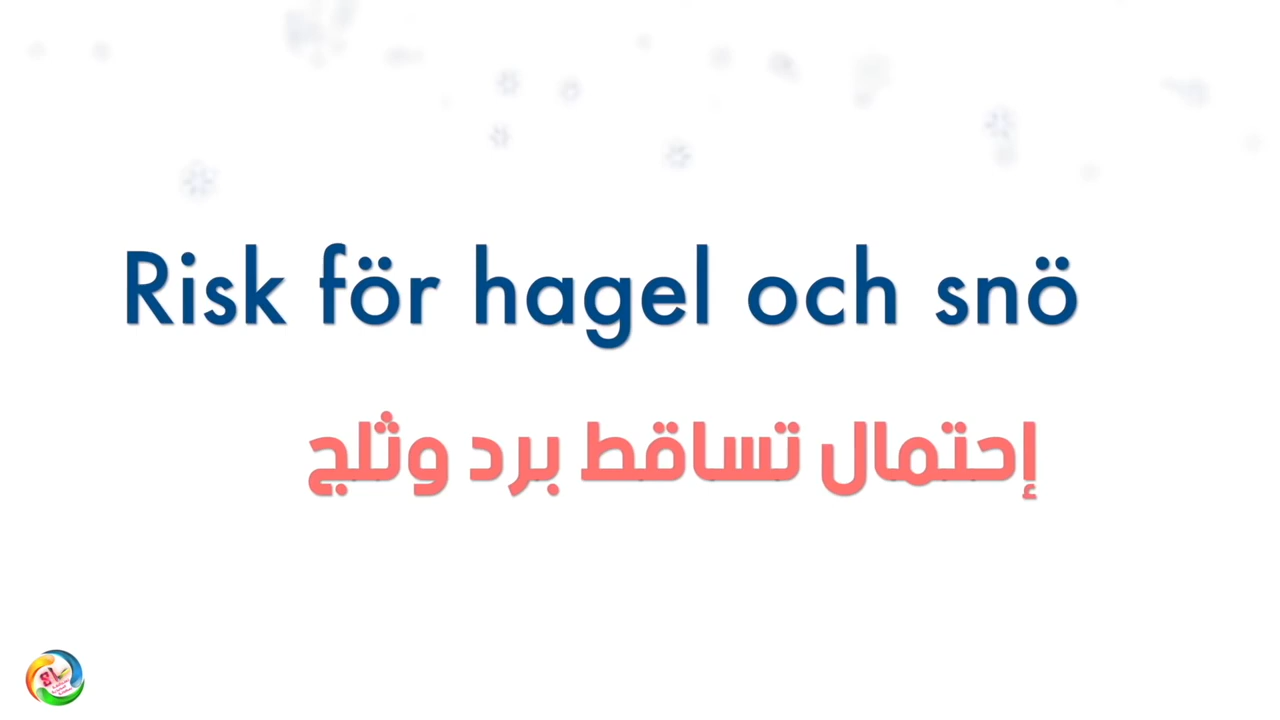 Risk för hagel och snö
إحتمال تساقط برد وثلج